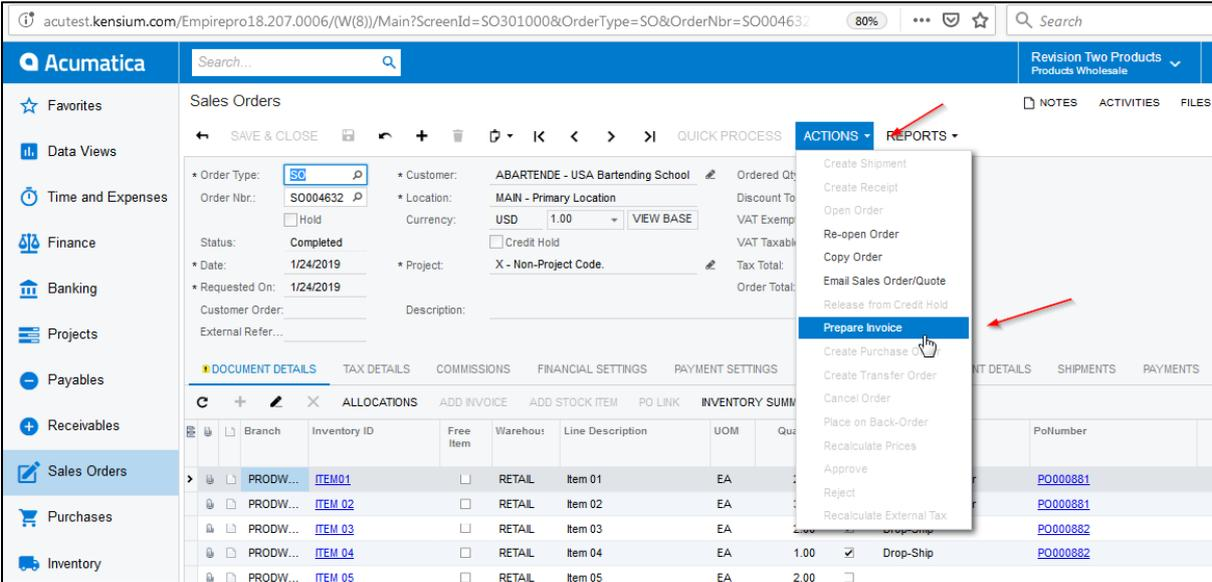 acutest.kensium.com/Empirepro18.207.0006/(W(8))/Main?ScreenId=SO301000&OrderType=SO&OrderNbr=SO004632
80%
Search
Acumatica
Search...
Revision Two Products
Products Wholesale
Favorites
Data Views
Time and Expenses
Finance
Banking
Projects
Payables
Receivables
Sales Orders
Purchases
Inventory
Sales Orders
NOTES ACTIVITIES FILES
SAVE & CLOSE QUICK PROCESS ACTIONS REPORTS
* Order Type: SO
Order Nbr.: SO004632
Hold
Status: Completed
* Date: 1/24/2019
* Requested On: 1/24/2019
Customer Order:
External Refer...
* Customer: ABARTENDE - USA Bartending School
* Location: MAIN - Primary Location
Currency: USD 1.00 VIEW BASE
Credit Hold
* Project: X - Non-Project Code.
Description:
Ordered Qty
Discount To
VAT Exemp
VAT Taxabl
Tax Total:
Order Total:
Create Shipment
Create Receipt
Open Order
Re-open Order
Copy Order
Email Sales Order/Quote
Release from Credit Hold
Prepare Invoice
Create Purchase
Create Transfer Order
Cancel Order
Place on Back-Order
Recalculate Prices
Approve
Reject
Recalculate External Tax
DOCUMENT DETAILS TAX DETAILS COMMISSIONS FINANCIAL SETTINGS PAYMENT SETTINGS NT DETAILS SHIPMENTS PAYMENTS
ALLOCATIONS ADD INVOICE ADD STOCK ITEM PO LINK INVENTORY SUMM
Branch Inventory ID Free Item Warehous Line Description UOM Qua PoNumber
PRODW... ITEM01 RETAIL Item 01 EA PO000881
PRODW... ITEM 02 RETAIL Item 02 EA PO000881
PRODW... ITEM 03 RETAIL Item 03 EA 2.00 Drop-Ship PO000882
PRODW... ITEM 04 RETAIL Item 04 EA 1.00 Drop-Ship PO000882
PRODW... ITEM 05 RETAIL Item 05 EA 2.00